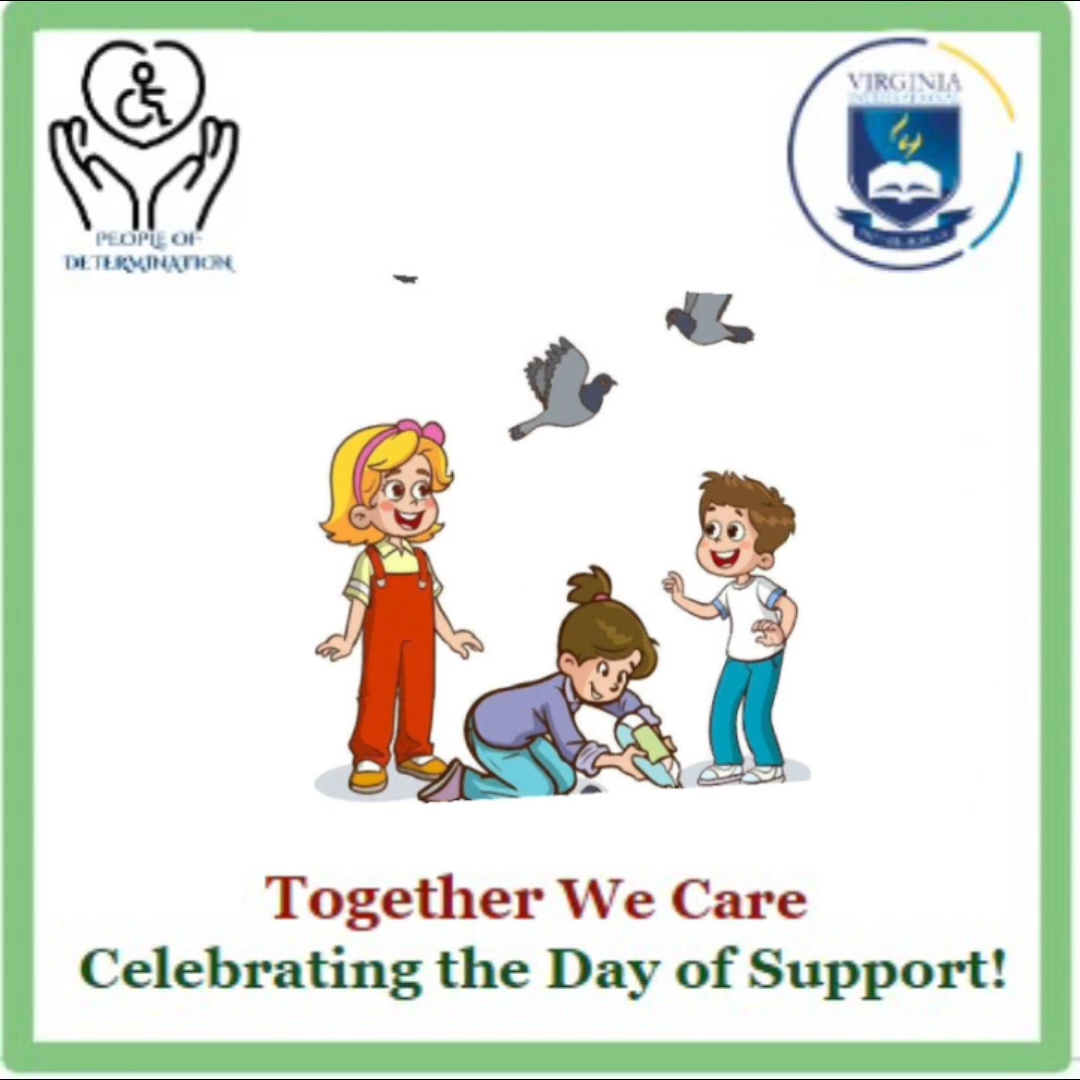 PEOPLE OF
DETERMINATION
VIRGINIA
Together We Care
Celebrating the Day of Support!